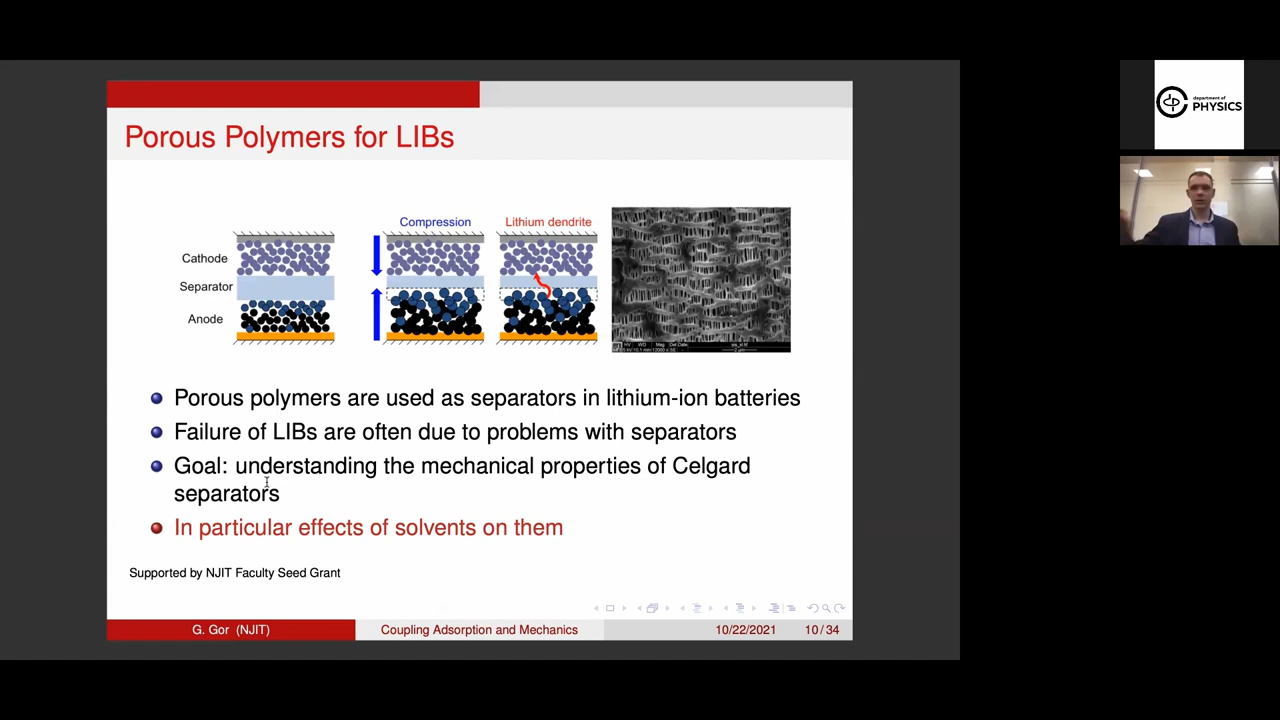 Porous Polymers for LIBs
Compression
Lithium dendrite
Cathode
Separator
Anode
Porous polymers are used as separators in lithium-ion batteries
Failure of LIBs are often due to problems with separators
Goal: understanding the mechanical properties of Celgard
separators
In particular effects of solvents on them
Supported by NJIT Faculty Seed Grant
G. Gor (NJIT)
Coupling Adsorption and Mechanics
10/22/2021
10/34
department of
PHYSICS